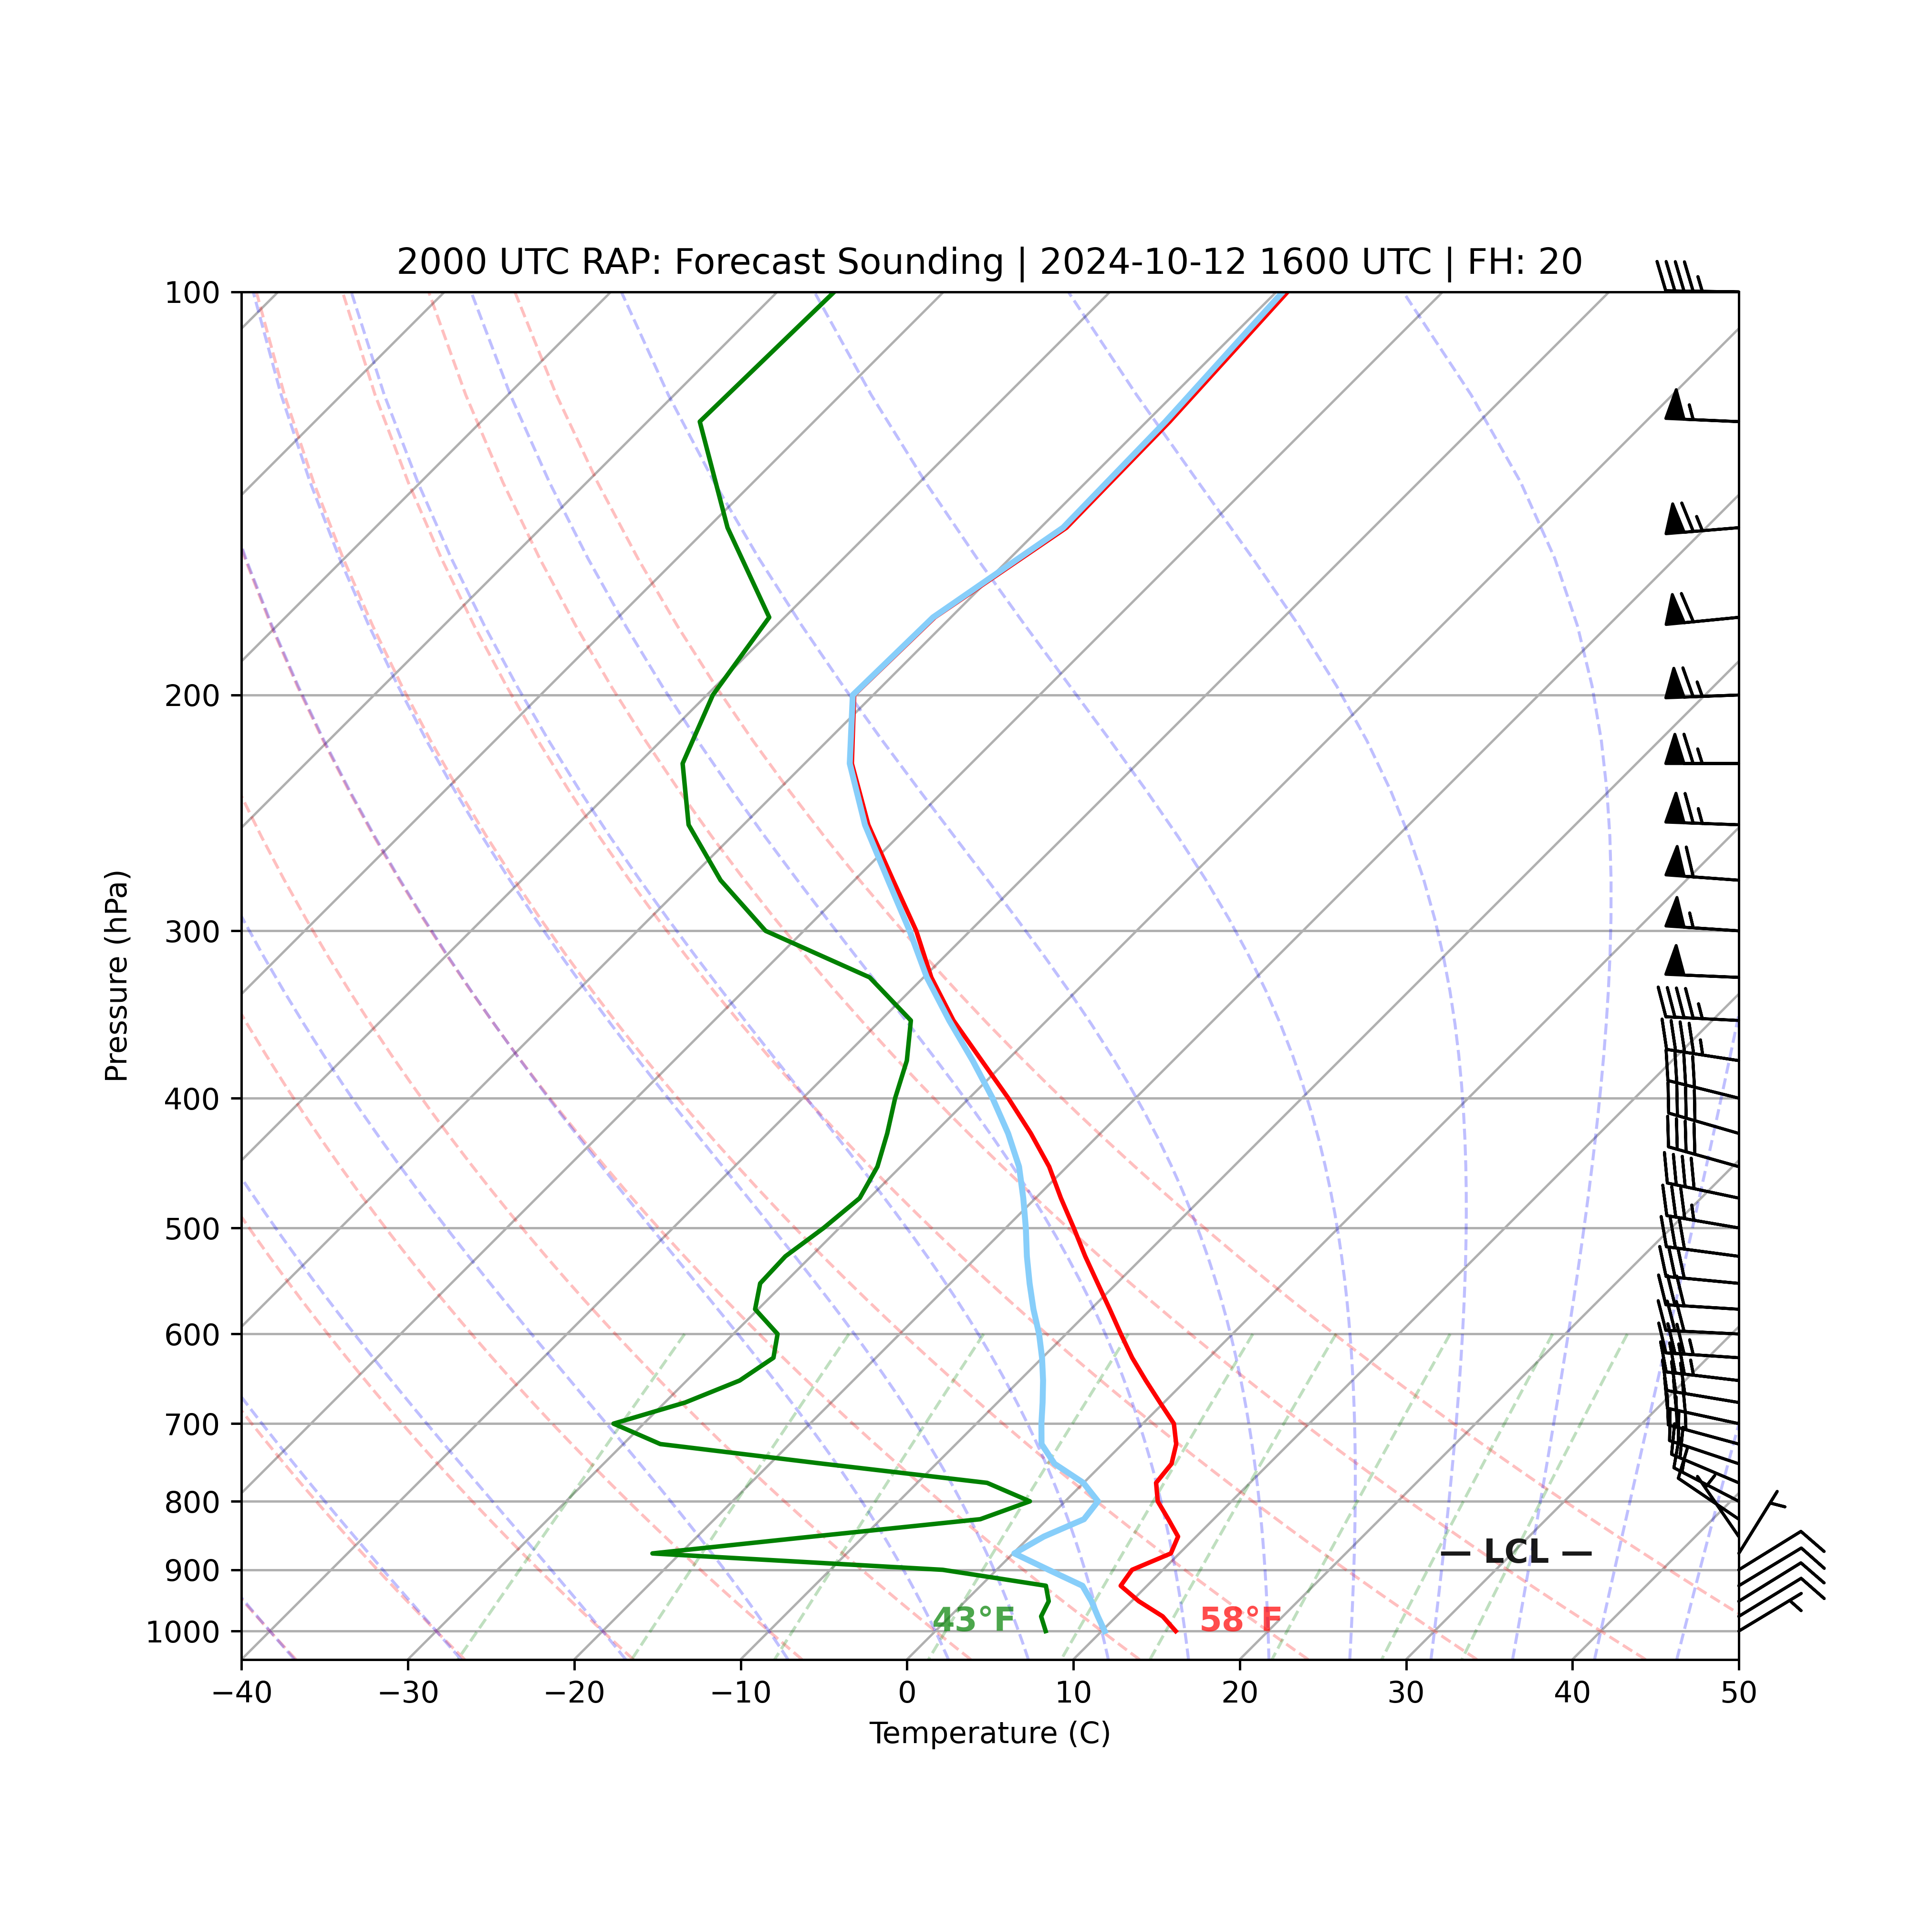 2000 UTC RAP: Forecast Sounding | 2024-10-12 1600 UTC | FH: 20
100
200
300
400
500
600
700
800
900
1000
Pressure (hPa)
— LCL —
43°F
58°F
−40 −30 −20 −10 0 10 20 30 40 50
Temperature (C)